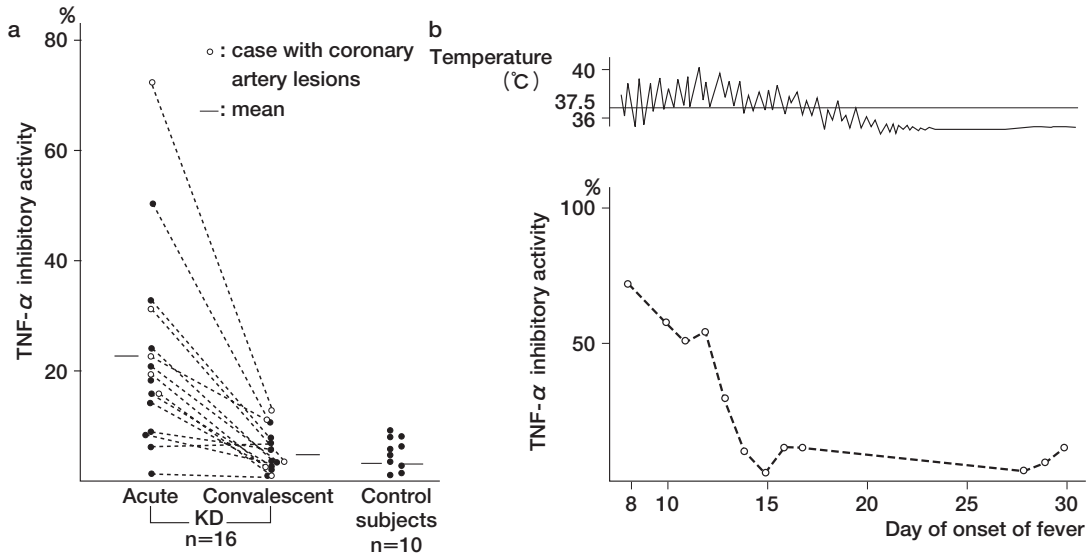 a
%
80
60
40
20
TNF-α inhibitory activity
○ : case with coronary
artery lesions
— : mean
Acute
Convalescent
KD
n=16
Control
subjects
n=10
b
Temperature
(℃)
40
37.5
36
%
100
50
TNF-α inhibitory activity
8 10 15 20 25 30
Day of onset of fever